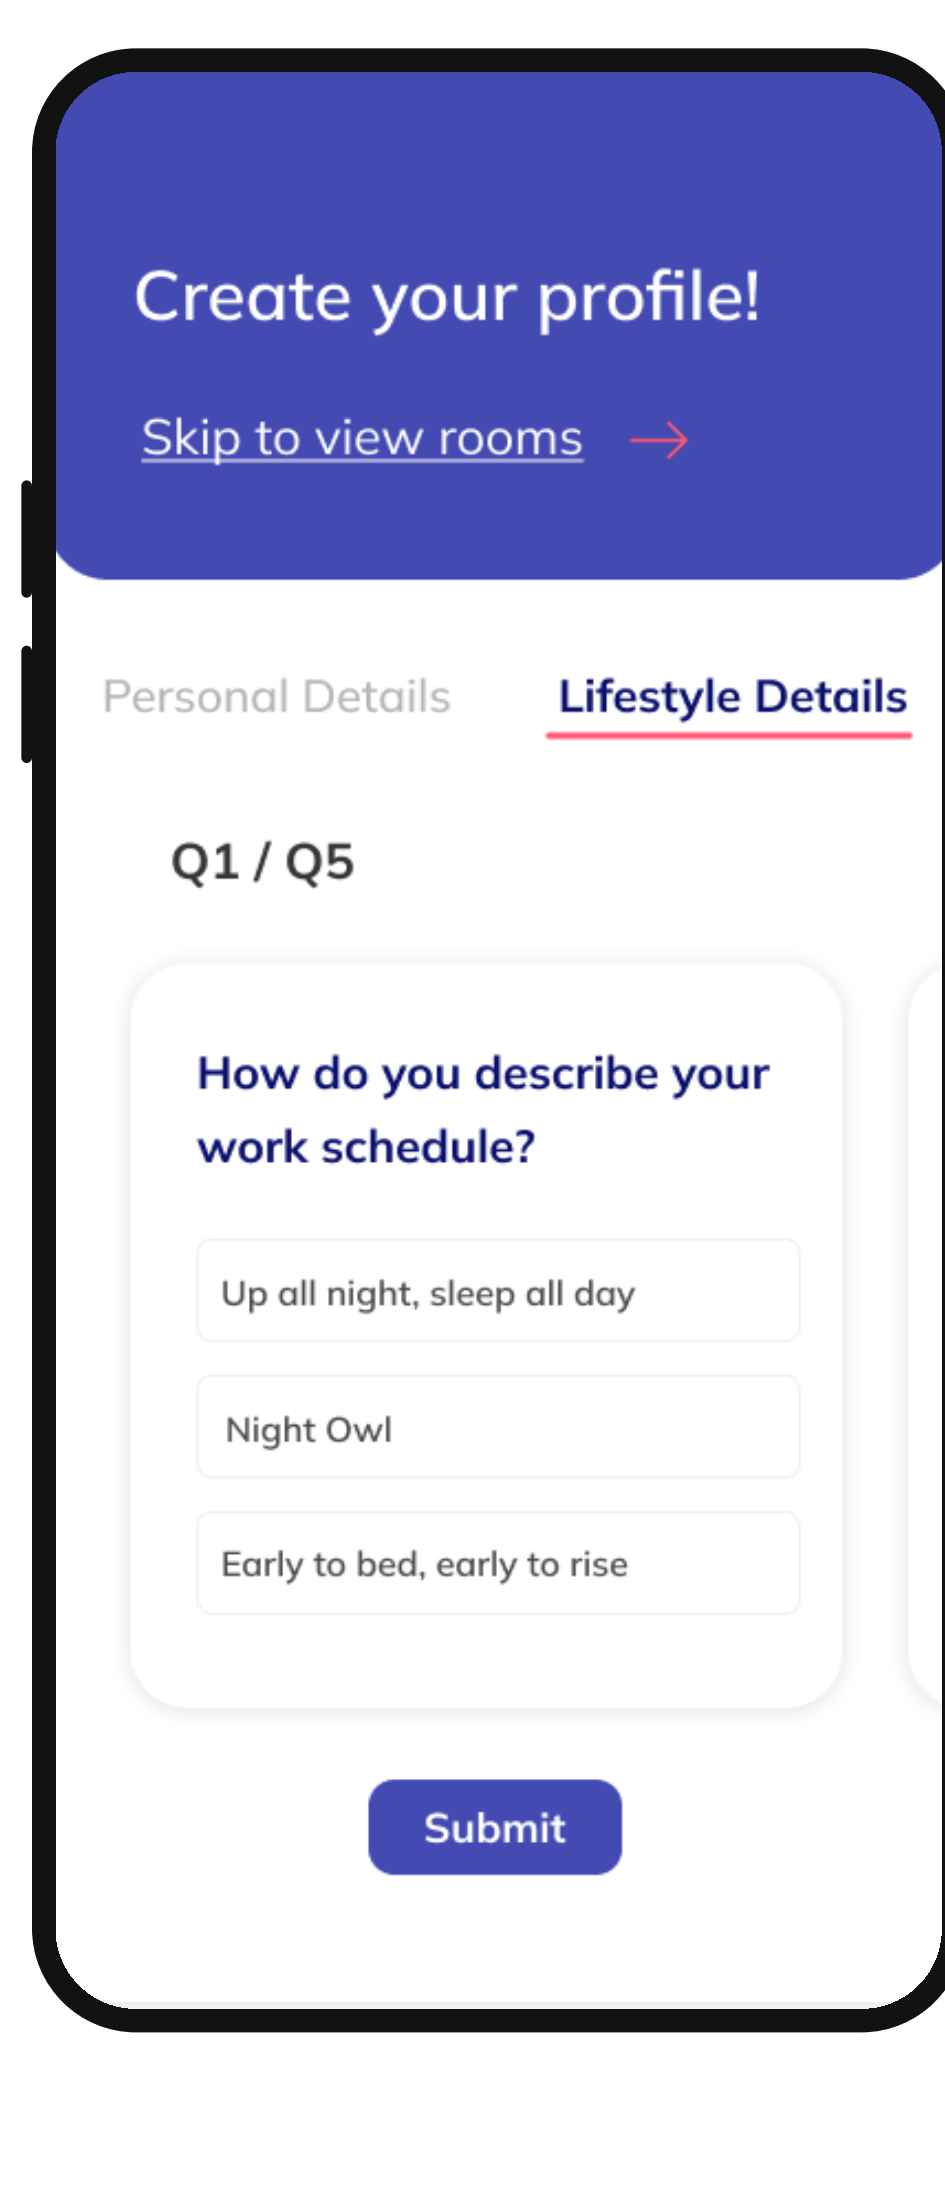 Create your profile!
Skip to view rooms
Personal Details Lifestyle Details
Q1 / Q5
How do you describe your
work schedule?
Up all night, sleep all day
Night Owl
Early to bed, early to rise
Submit